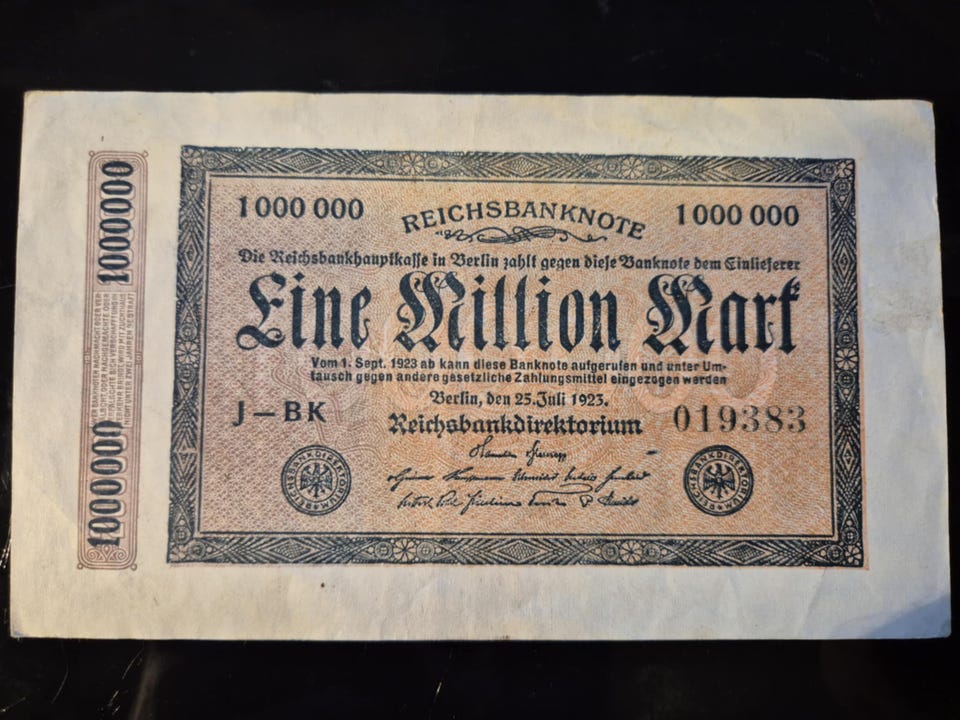 1000000
1000000
1 000 000
REICHSBANKNOTE
1 000 000
Die Reichsbankhauptkasse in Berlin zahlt gegen diese Banknote dem Einlieferer
Eine Million Mark
Vom 1. Sept. 1923 ab kann diese Banknote aufgerufen und unter Um-
tausch gegen andere gesetzliche Zahlungsmittel eingezogen werden
Berlin, den 25. Juli 1923.
J–BK
Reichsbankdirektorium
019383
REICHSBANKDIREKTORIUM
REICHSBANKDIREKTORIUM